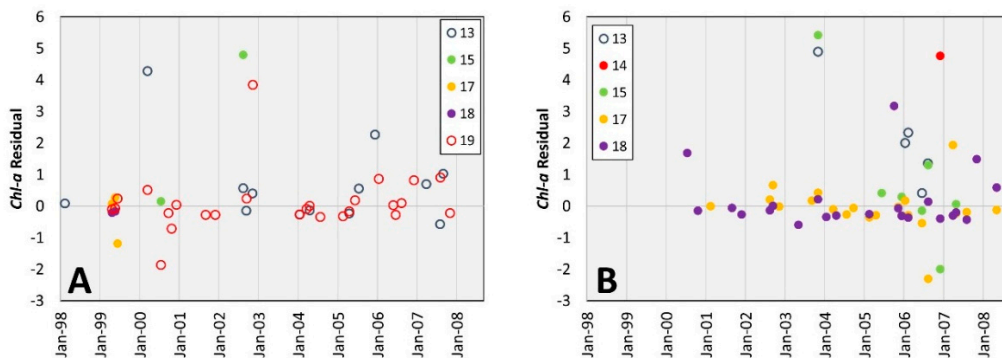 6
5
4
3
2
1
0
-1
-2
-3
Chl-a Residual
13
15
17
18
19
A
Jan-98
Jan-99
Jan-00
Jan-01
Jan-02
Jan-03
Jan-04
Jan-05
Jan-06
Jan-07
Jan-08
6
5
4
3
2
1
0
-1
-2
-3
Chl-a Residual
13
14
15
17
18
B
Jan-98
Jan-99
Jan-00
Jan-01
Jan-02
Jan-03
Jan-04
Jan-05
Jan-06
Jan-07
Jan-08